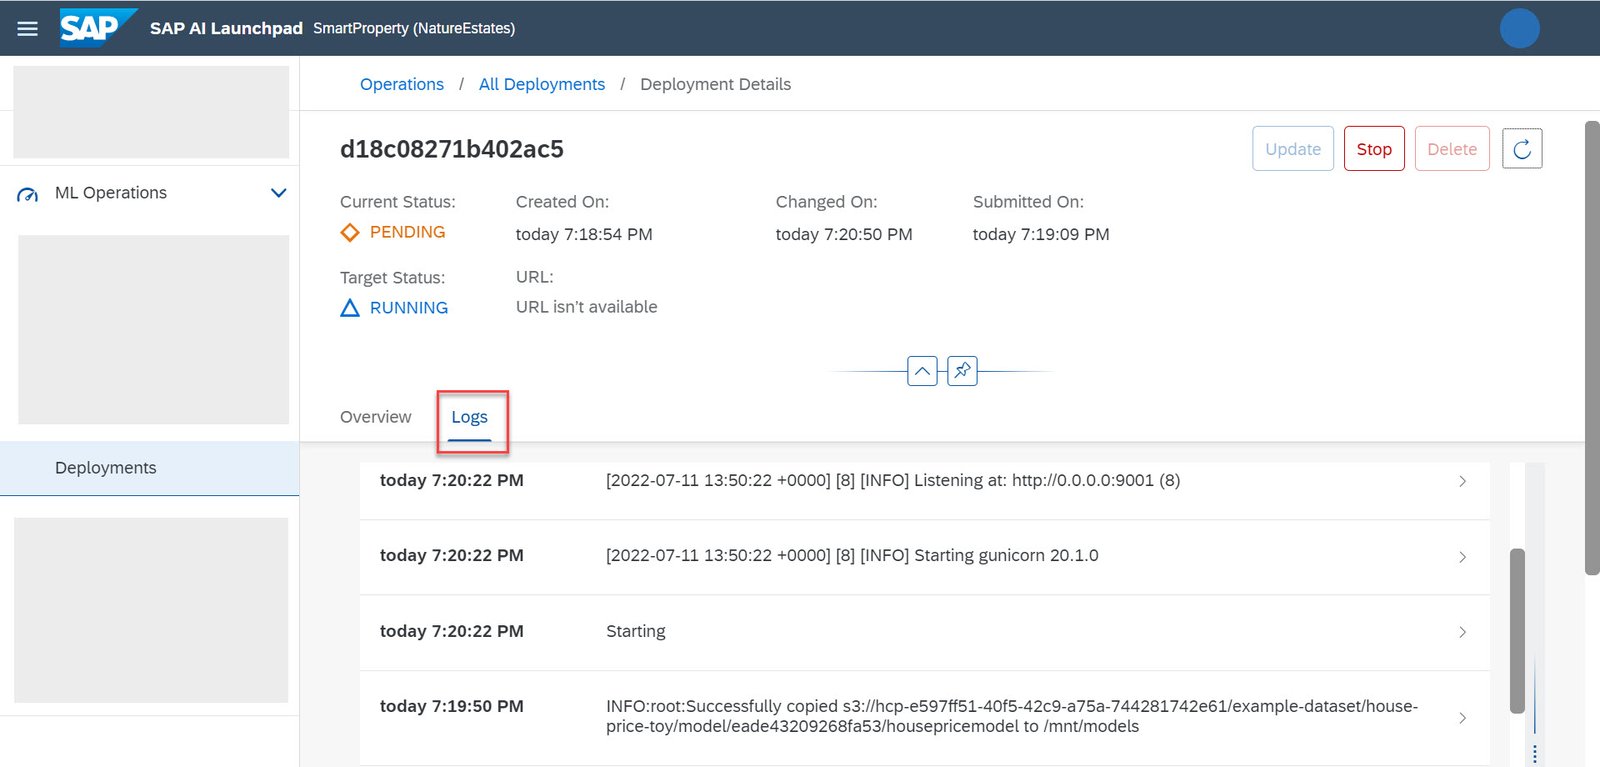 SAP SAP AI Launchpad SmartProperty (NatureEstates)
Operations / All Deployments / Deployment Details
d18c08271b402ac5
Update Stop Delete
ML Operations
Current Status: Created On: Changed On: Submitted On:
PENDING today 7:18:54 PM today 7:20:50 PM today 7:19:09 PM
Target Status: URL:
RUNNING URL isn't available
Overview Logs
Deployments
today 7:20:22 PM [2022-07-11 13:50:22 +0000] [8] [INFO] Listening at: http://0.0.0.0:9001 (8)
today 7:20:22 PM [2022-07-11 13:50:22 +0000] [8] [INFO] Starting gunicorn 20.1.0
today 7:20:22 PM Starting
today 7:19:50 PM INFO:root:Successfully copied s3://hcp-e597ff51-40f5-42c9-a75a-744281742e61/example-dataset/house-
price-toy/model/eade43209268fa53/housepricemodel to /mnt/models